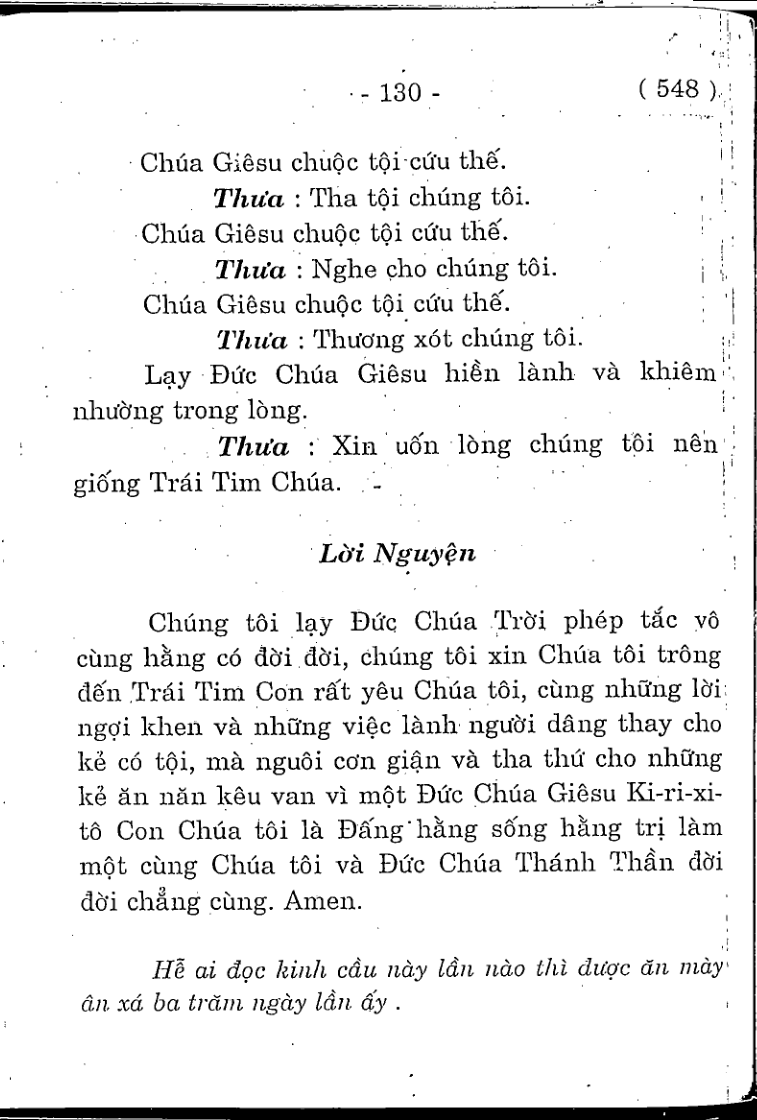 - 130 -
( 548 )
Chúa Giêsu chuộc tội cứu thế.
Thưa : Tha tội chúng tôi.
Chúa Giêsu chuộc tội cứu thế.
Thưa : Nghe cho chúng tôi.
Chúa Giêsu chuộc tội cứu thế.
Thưa : Thương xót chúng tôi.
Lạy Đức Chúa Giêsu hiền lành và khiêm
nhường trong lòng.
Thưa : Xin uốn lòng chúng tôi nên
giống Trái Tim Chúa.
Lời Nguyện
Chúng tôi lạy Đức Chúa Trời phép tắc vô
cùng hằng có đời đời, chúng tôi xin Chúa tôi trông
đến Trái Tim Con rất yêu Chúa tôi, cùng những lời
ngợi khen và những việc lành người dâng thay cho
kẻ có tội, mà nguôi cơn giận và tha thứ cho những
kẻ ăn năn kêu van vì một Đức Chúa Giêsu Ki-ri-xi-
tô Con Chúa tôi là Đấng hằng sống hằng trị làm
một cùng Chúa tôi và Đức Chúa Thánh Thần đời
đời chẳng cùng. Amen.
Hễ ai đọc kinh cầu này lần nào thì được ăn mày
ân xá ba trăm ngày lần ấy .